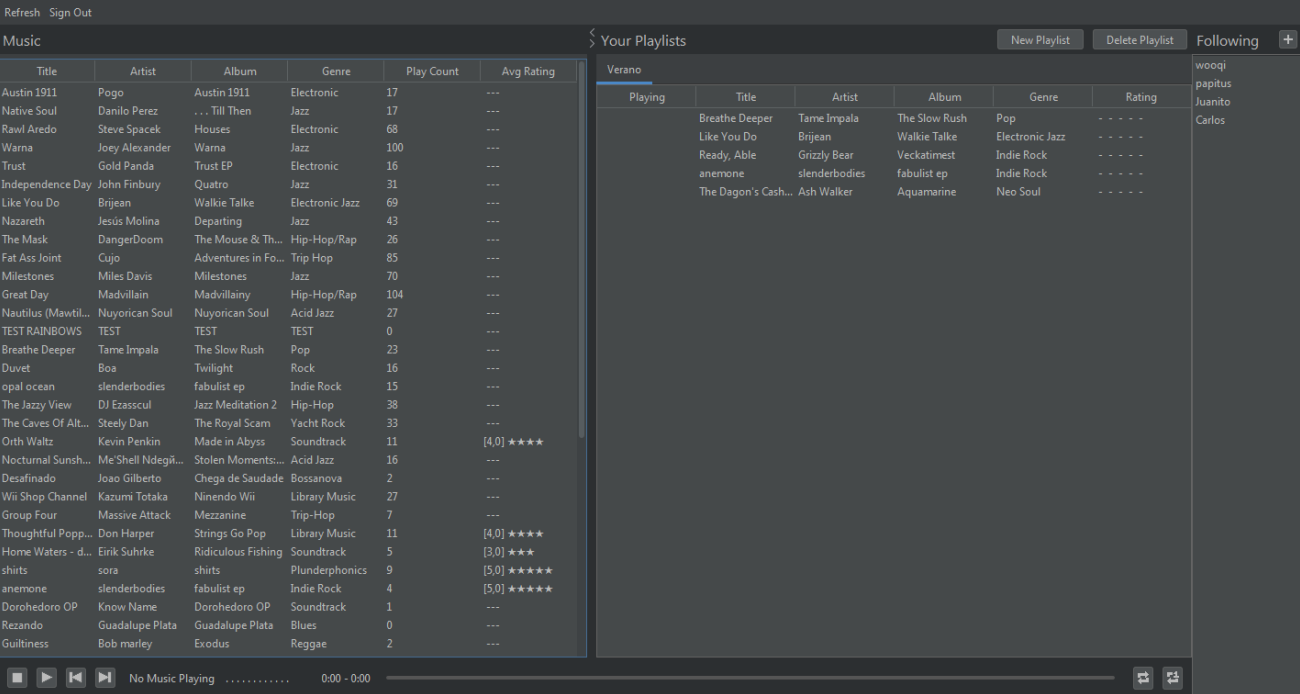 Refresh Sign Out
Music
Title Artist Album Genre Play Count Avg Rating
Austin 1911 Pogo Austin 1911 Electronic 17 ---
Native Soul Danilo Perez . . . Till Then Jazz 17 ---
Rawl Aredo Steve Spacek Houses Electronic 68 ---
Warna Joey Alexander Warna Jazz 100 ---
Trust Gold Panda Trust EP Electronic 16 ---
Independence Day John Finbury Quatro Jazz 31 ---
Like You Do Brijean Walkie Talke Electronic Jazz 69 ---
Nazareth Jesús Molina Departing Jazz 43 ---
The Mask DangerDoom The Mouse & Th... Hip-Hop/Rap 26 ---
Fat Ass Joint Cujo Adventures in Fo... Trip Hop 85 ---
Milestones Miles Davis Milestones Jazz 70 ---
Great Day Madvillain Madvillainy Hip-Hop/Rap 104 ---
Nautilus (Mawtil... Nuyorican Soul Nuyorican Soul Acid Jazz 27 ---
TEST RAINBOWS TEST TEST TEST 0 ---
Breathe Deeper Tame Impala The Slow Rush Pop 23 ---
Duvet Boa Twilight Rock 16 ---
opal ocean slenderbodies fabulist ep Indie Rock 15 ---
The Jazzy View DJ Ezasscul Jazz Meditation 2 Hip-Hop 38 ---
The Caves Of Alt... Steely Dan The Royal Scam Yacht Rock 33 ---
Orth Waltz Kevin Penkin Made in Abyss Soundtrack 11 [4,0] ★★★★
Nocturnal Sunsh... Me'Shell Ndegй... Stolen Moments:... Acid Jazz 16 ---
Desafinado Joao Gilberto Chega de Saudade Bossanova 2 ---
Wii Shop Channel Kazumi Totaka Ninendo Wii Library Music 27 ---
Group Four Massive Attack Mezzanine Trip-Hop 7 ---
Thoughtful Popp... Don Harper Strings Go Pop Library Music 11 [4,0] ★★★★
Home Waters - d... Eirik Suhrke Ridiculous Fishing Soundtrack 5 [3,0] ★★★
shirts sora shirts Plunderphonics 9 [5,0] ★★★★★
anemone slenderbodies fabulist ep Indie Rock 4 [5,0] ★★★★★
Dorohedoro OP Know Name Dorohedoro OP Soundtrack 1 ---
Rezando Guadalupe Plata Guadalupe Plata Blues 0 ---
Guiltiness Bob marley Exodus Reggae 2 ---
Your Playlists New Playlist Delete Playlist
Verano
Playing Title Artist Album Genre Rating
Breathe Deeper Tame Impala The Slow Rush Pop - - - - -
Like You Do Brijean Walkie Talke Electronic Jazz - - - - -
Ready, Able Grizzly Bear Veckatimest Indie Rock - - - - -
anemone slenderbodies fabulist ep Indie Rock - - - - -
The Dagon's Cash... Ash Walker Aquamarine Neo Soul - - - - -
Following +
wooqi
papitus
Juanito
Carlos
No Music Playing . . . . . . . . . . . . 0:00 - 0:00